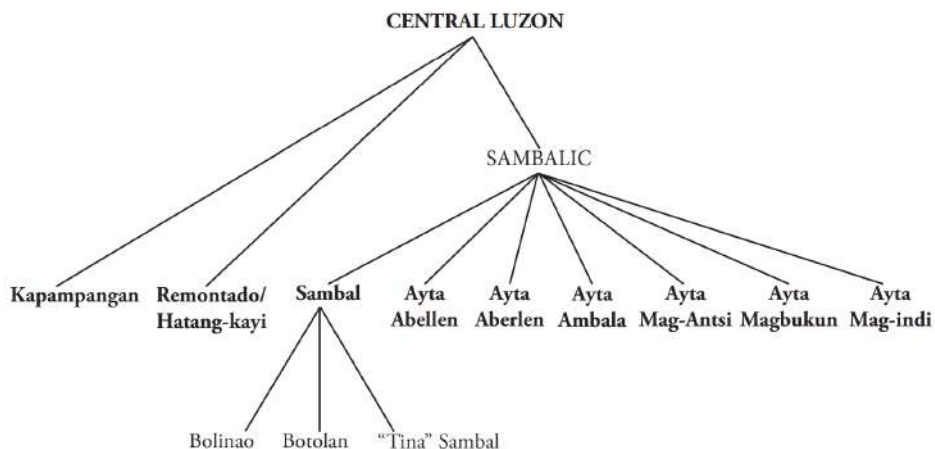 CENTRAL LUZON
SAMBALIC
Kapampangan
Remontado/
Hatang-kayi
Sambal
Ayta
Abellen
Ayta
Aberlen
Ayta
Ambala
Ayta
Mag-Antsi
Ayta
Magbukun
Ayta
Mag-indi
Bolinao
Botolan
“Tina” Sambal